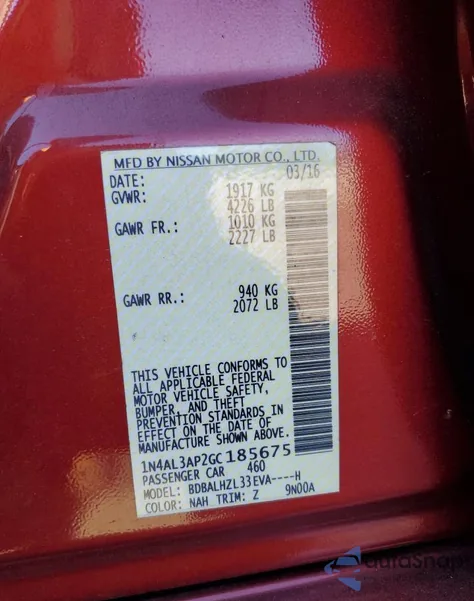 MFD BY NISSAN MOTOR CO., LTD.
DATE: 03/16
GVWR: 1917 KG
4226 LB
GAWR FR.: 1010 KG
2227 LB
GAWR RR.: 940 KG
2072 LB
THIS VEHICLE CONFORMS TO
ALL APPLICABLE FEDERAL
MOTOR VEHICLE SAFETY,
BUMPER, AND THEFT
PREVENTION STANDARDS IN
EFFECT ON THE DATE OF
MANUFACTURE SHOWN ABOVE.
1N4AL3AP2GC185675
PASSENGER CAR 460
MODEL: BDBALHZL33EVA----H
COLOR: NAH TRIM: Z 9N00A
AutoSnap